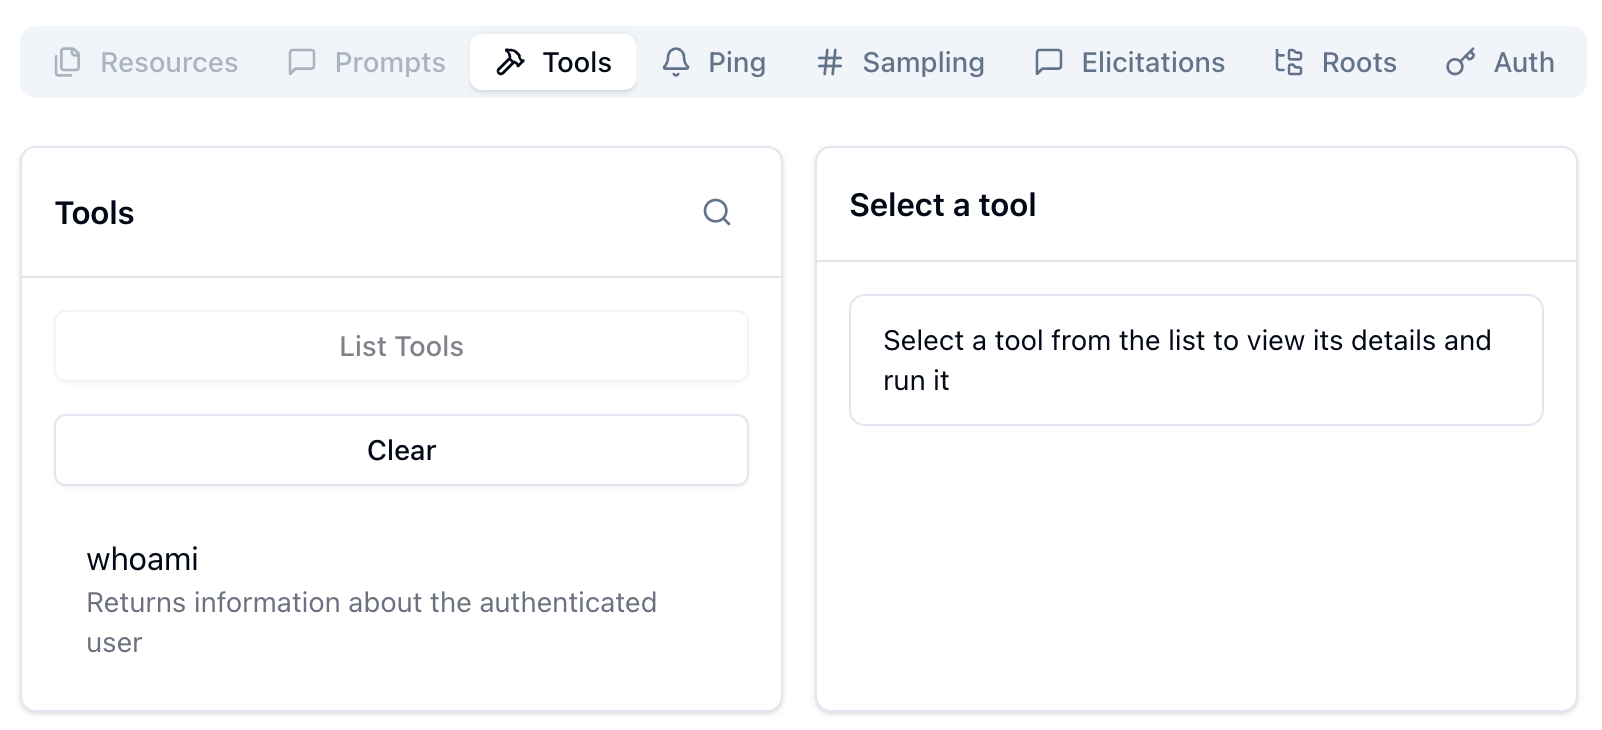 Resources Prompts Tools Ping Sampling Elicitations Roots Auth
Tools
List Tools
Clear
whoami
Returns information about the authenticated
user
Select a tool
Select a tool from the list to view its details and
run it